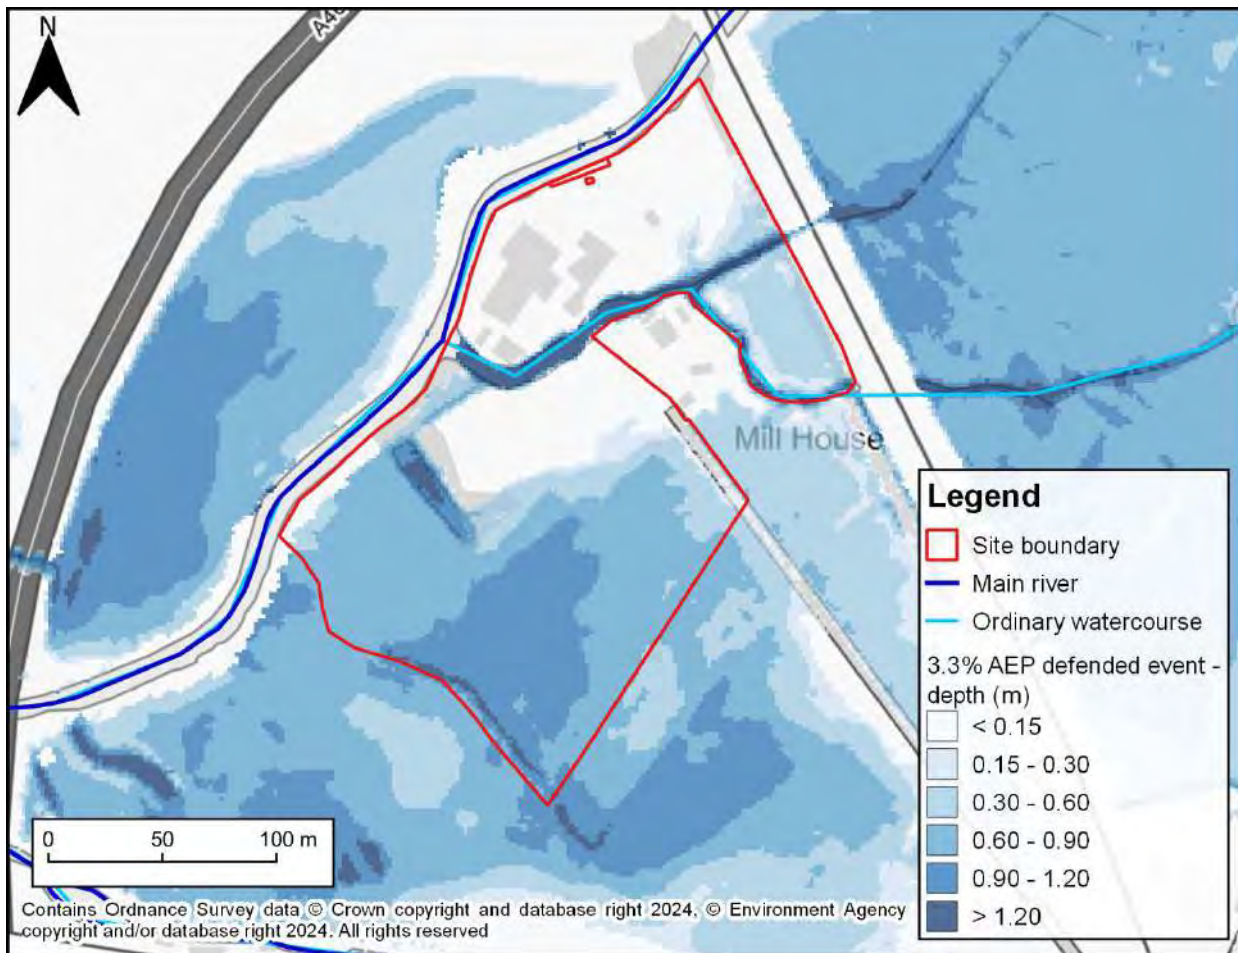 N
Mill House
Legend
Site boundary
Main river
Ordinary watercourse
3.3% AEP defended event -
depth (m)
< 0.15
0.15 - 0.30
0.30 - 0.60
0.60 - 0.90
0.90 - 1.20
> 1.20
0 50 100 m
Contains Ordnance Survey data © Crown copyright and database right 2024, © Environment Agency
copyright and/or database right 2024. All rights reserved